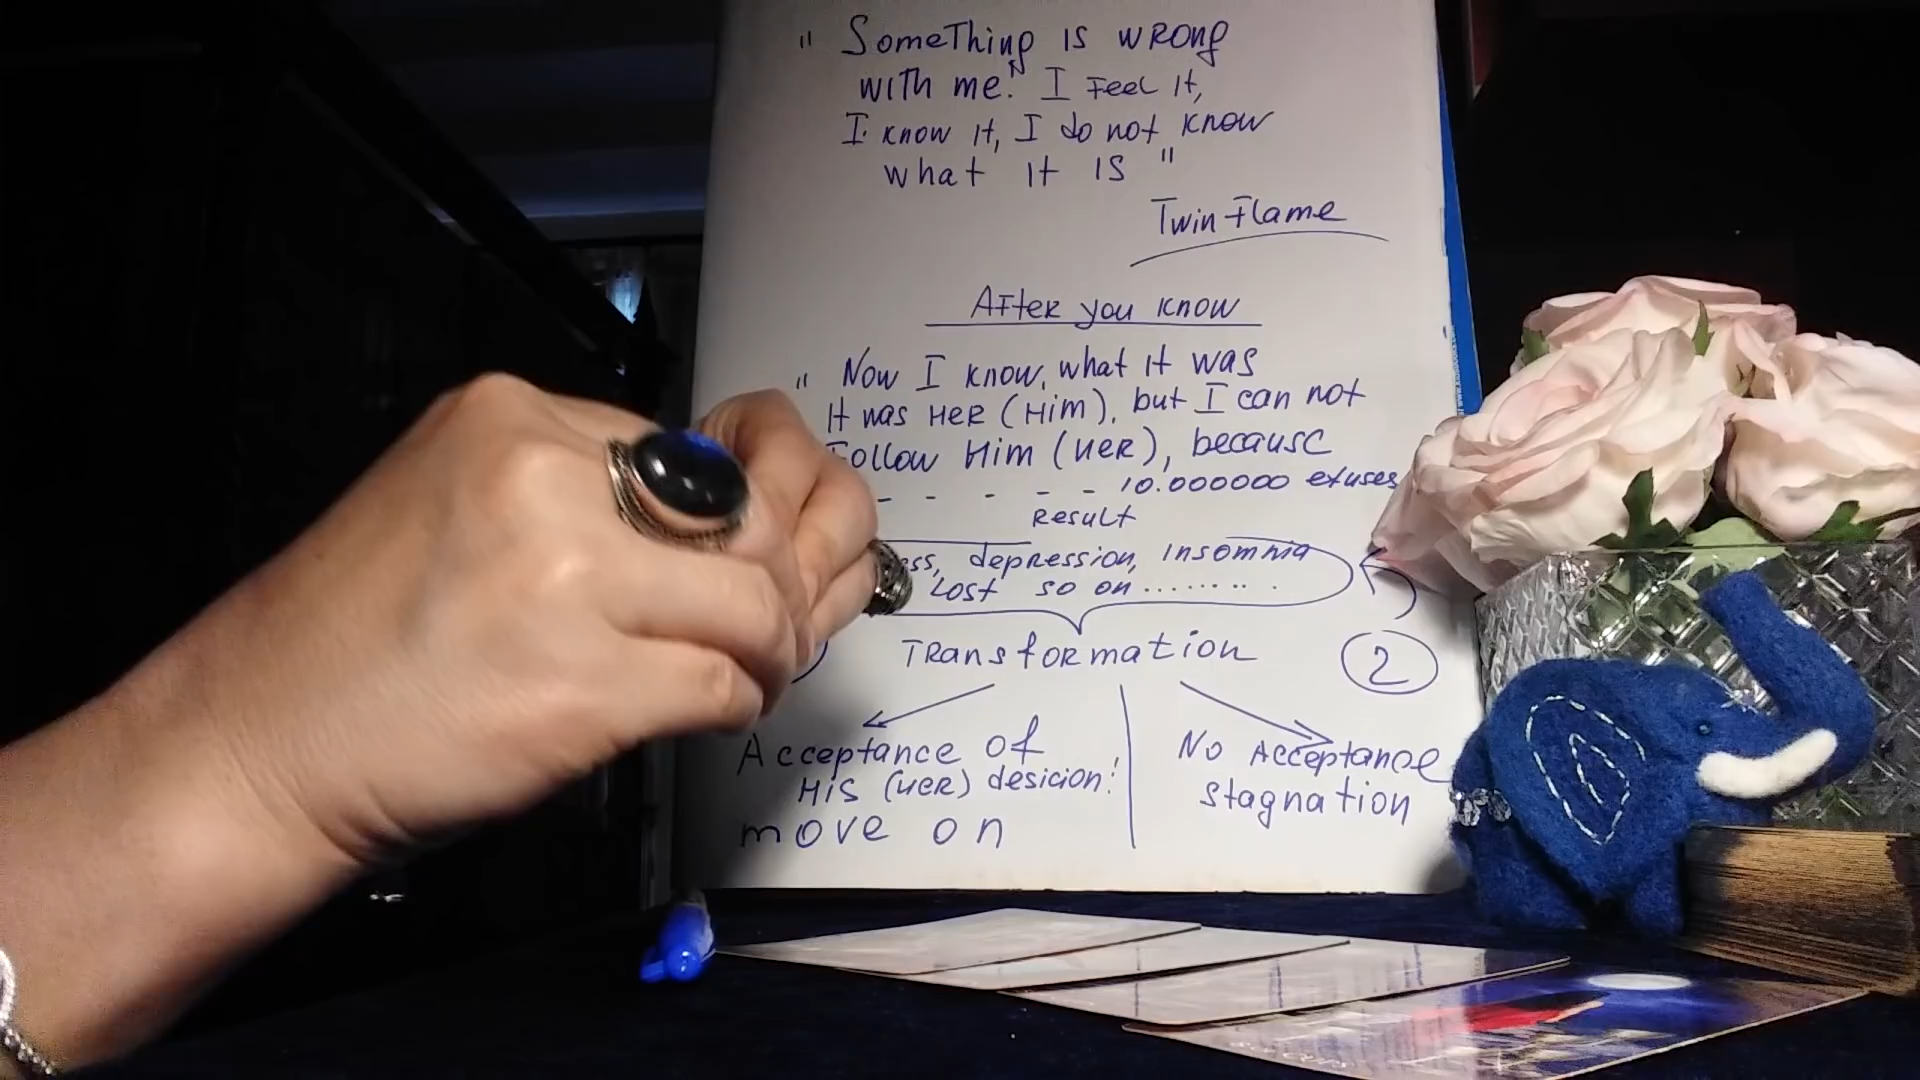 " Something is wrong
with me." I feel it,
I know it, I do not know
what it is "
Twin Flame
After you know
" Now I know, what it was
It was Her (Him), but I can not
Follow Him (Her), because
- - - - - 10.000000 exuses
Result
depression, insomnia
Lost so on ........
Transformation
2
Acceptance of
His (Her) desicion!
move on
No Acceptance
Stagnation